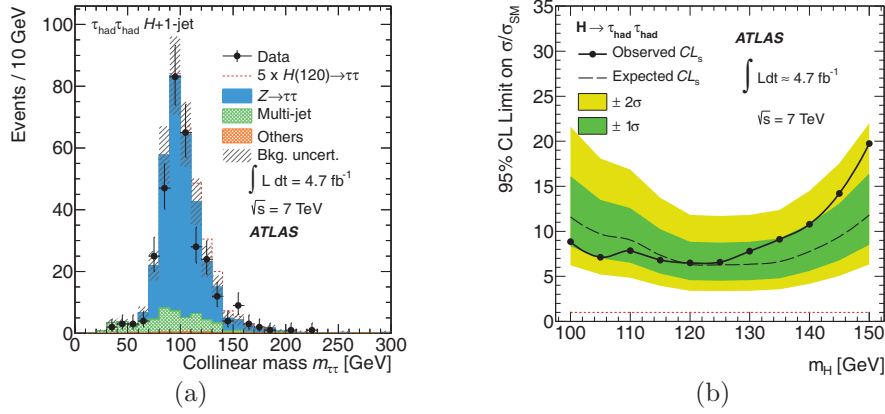 Events / 10 GeV
100
80
60
40
20
0
0 50 100 150 200 250 300
Collinear mass mττ [GeV]
τhad τhad H+1-jet
Data
5 x H(120)→ττ
Z→ττ
Multi-jet
Others
Bkg. uncert.
∫ L dt = 4.7 fb⁻¹
√s = 7 TeV
ATLAS
(a)
95% CL Limit on σ/σSM
35
30
25
20
15
10
5
0
100 110 120 130 140 150
mH [GeV]
H→ τhad τhad
Observed CLs
Expected CLs
± 2σ
± 1σ
ATLAS
∫ Ldt ≈ 4.7 fb⁻¹
√s = 7 TeV
(b)